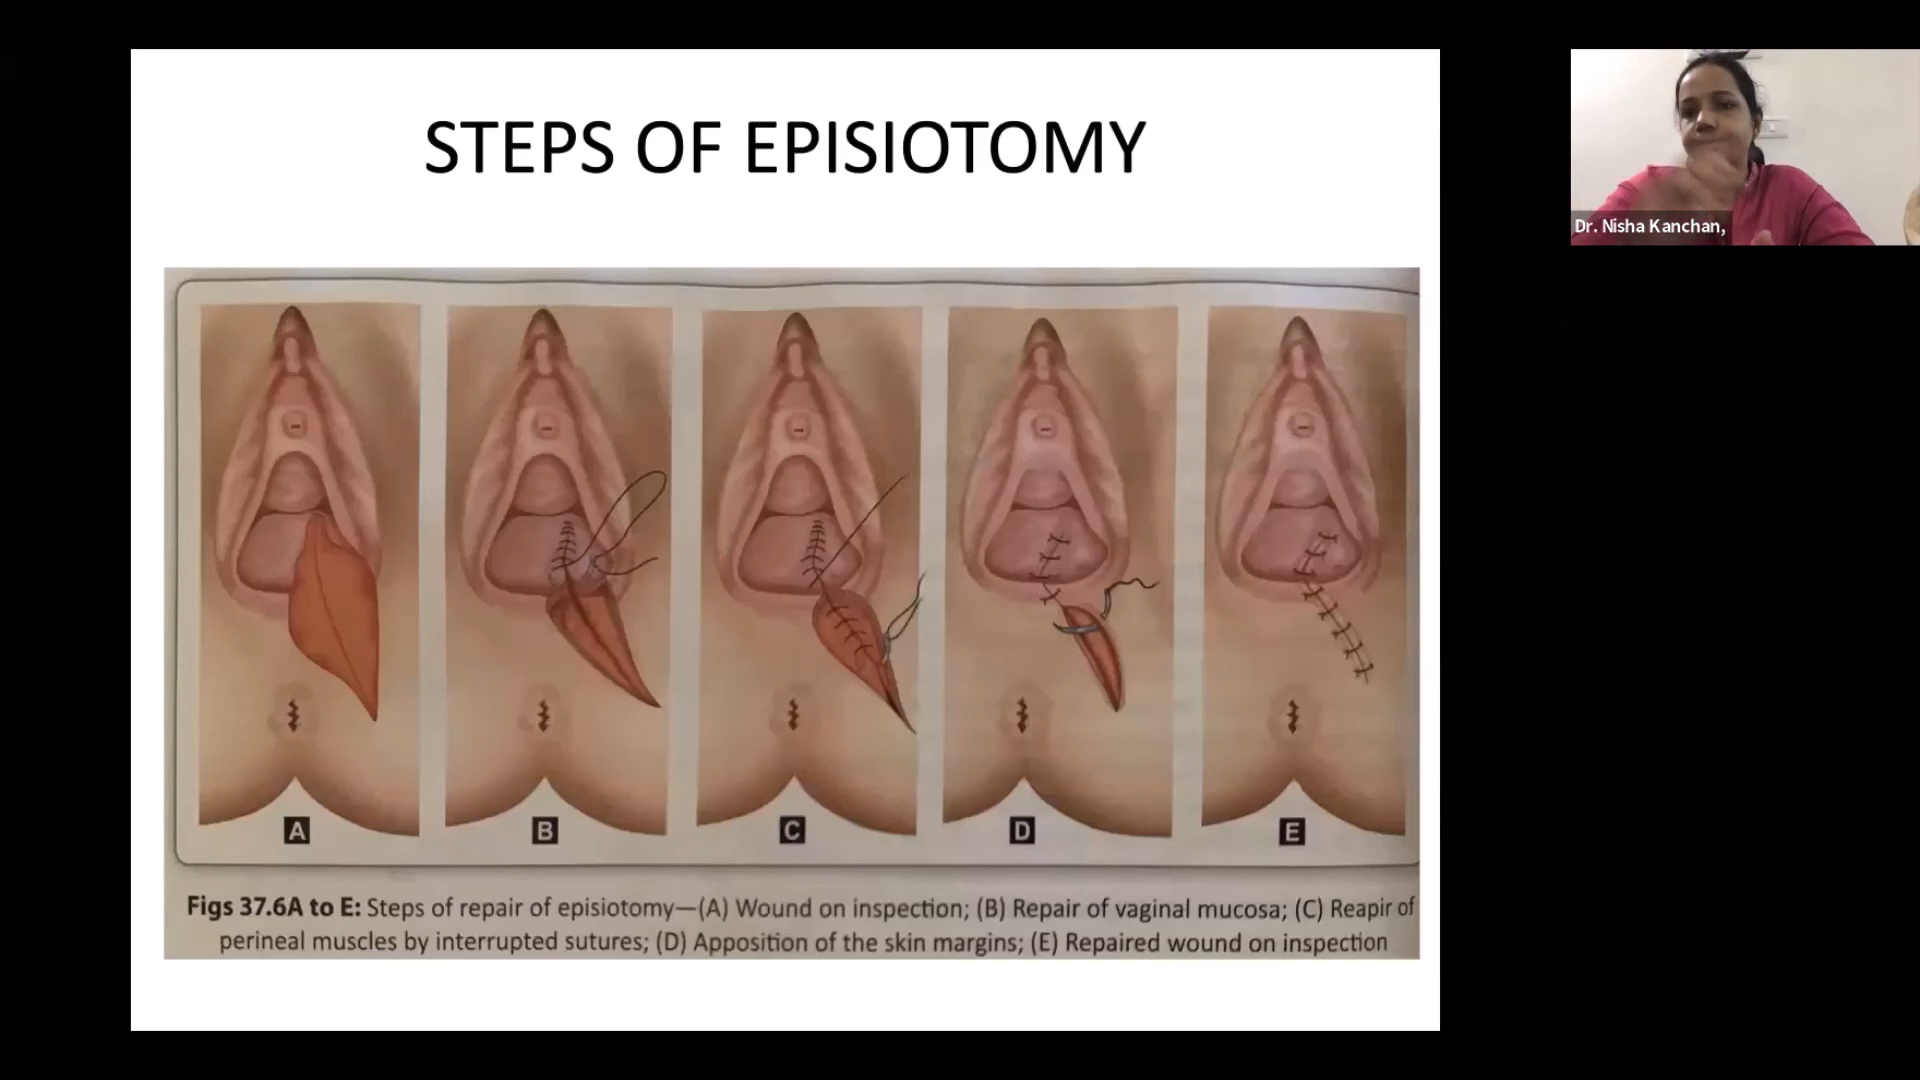 STEPS OF EPISIOTOMY
Dr. Nisha Kanchan,
A
B
C
D
E
Figs 37.6A to E: Steps of repair of episiotomy—(A) Wound on inspection; (B) Repair of vaginal mucosa; (C) Reapir of
perineal muscles by interrupted sutures; (D) Apposition of the skin margins; (E) Repaired wound on inspection